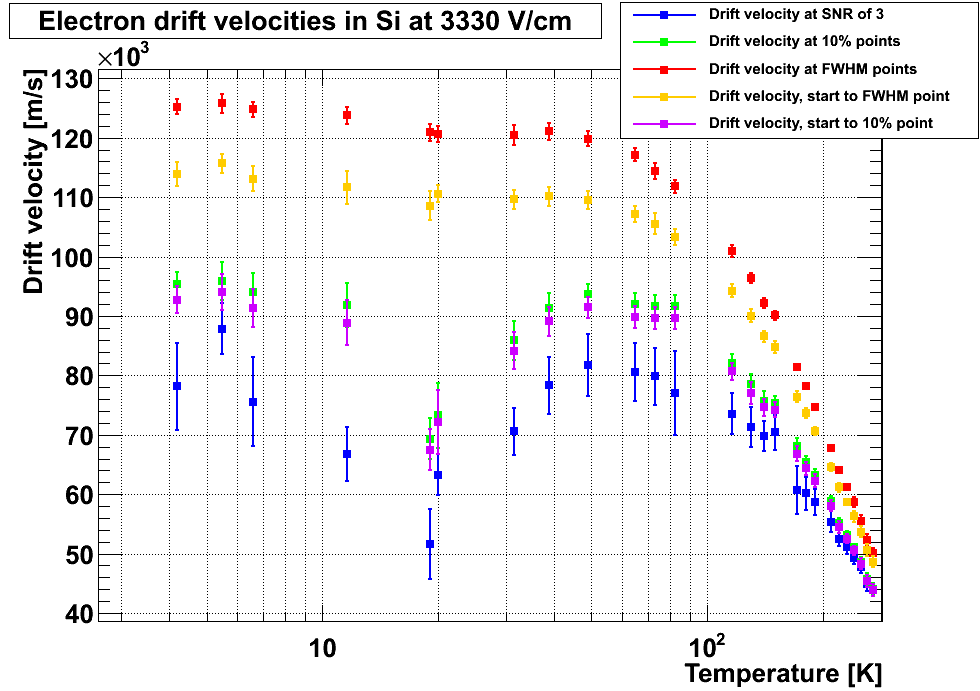 Electron drift velocities in Si at 3330 V/cm
Drift velocity at SNR of 3
Drift velocity at 10% points
Drift velocity at FWHM points
Drift velocity, start to FWHM point
Drift velocity, start to 10% point
×10³
Drift velocity [m/s]
130
120
110
100
90
80
70
60
50
40
10
10²
Temperature [K]